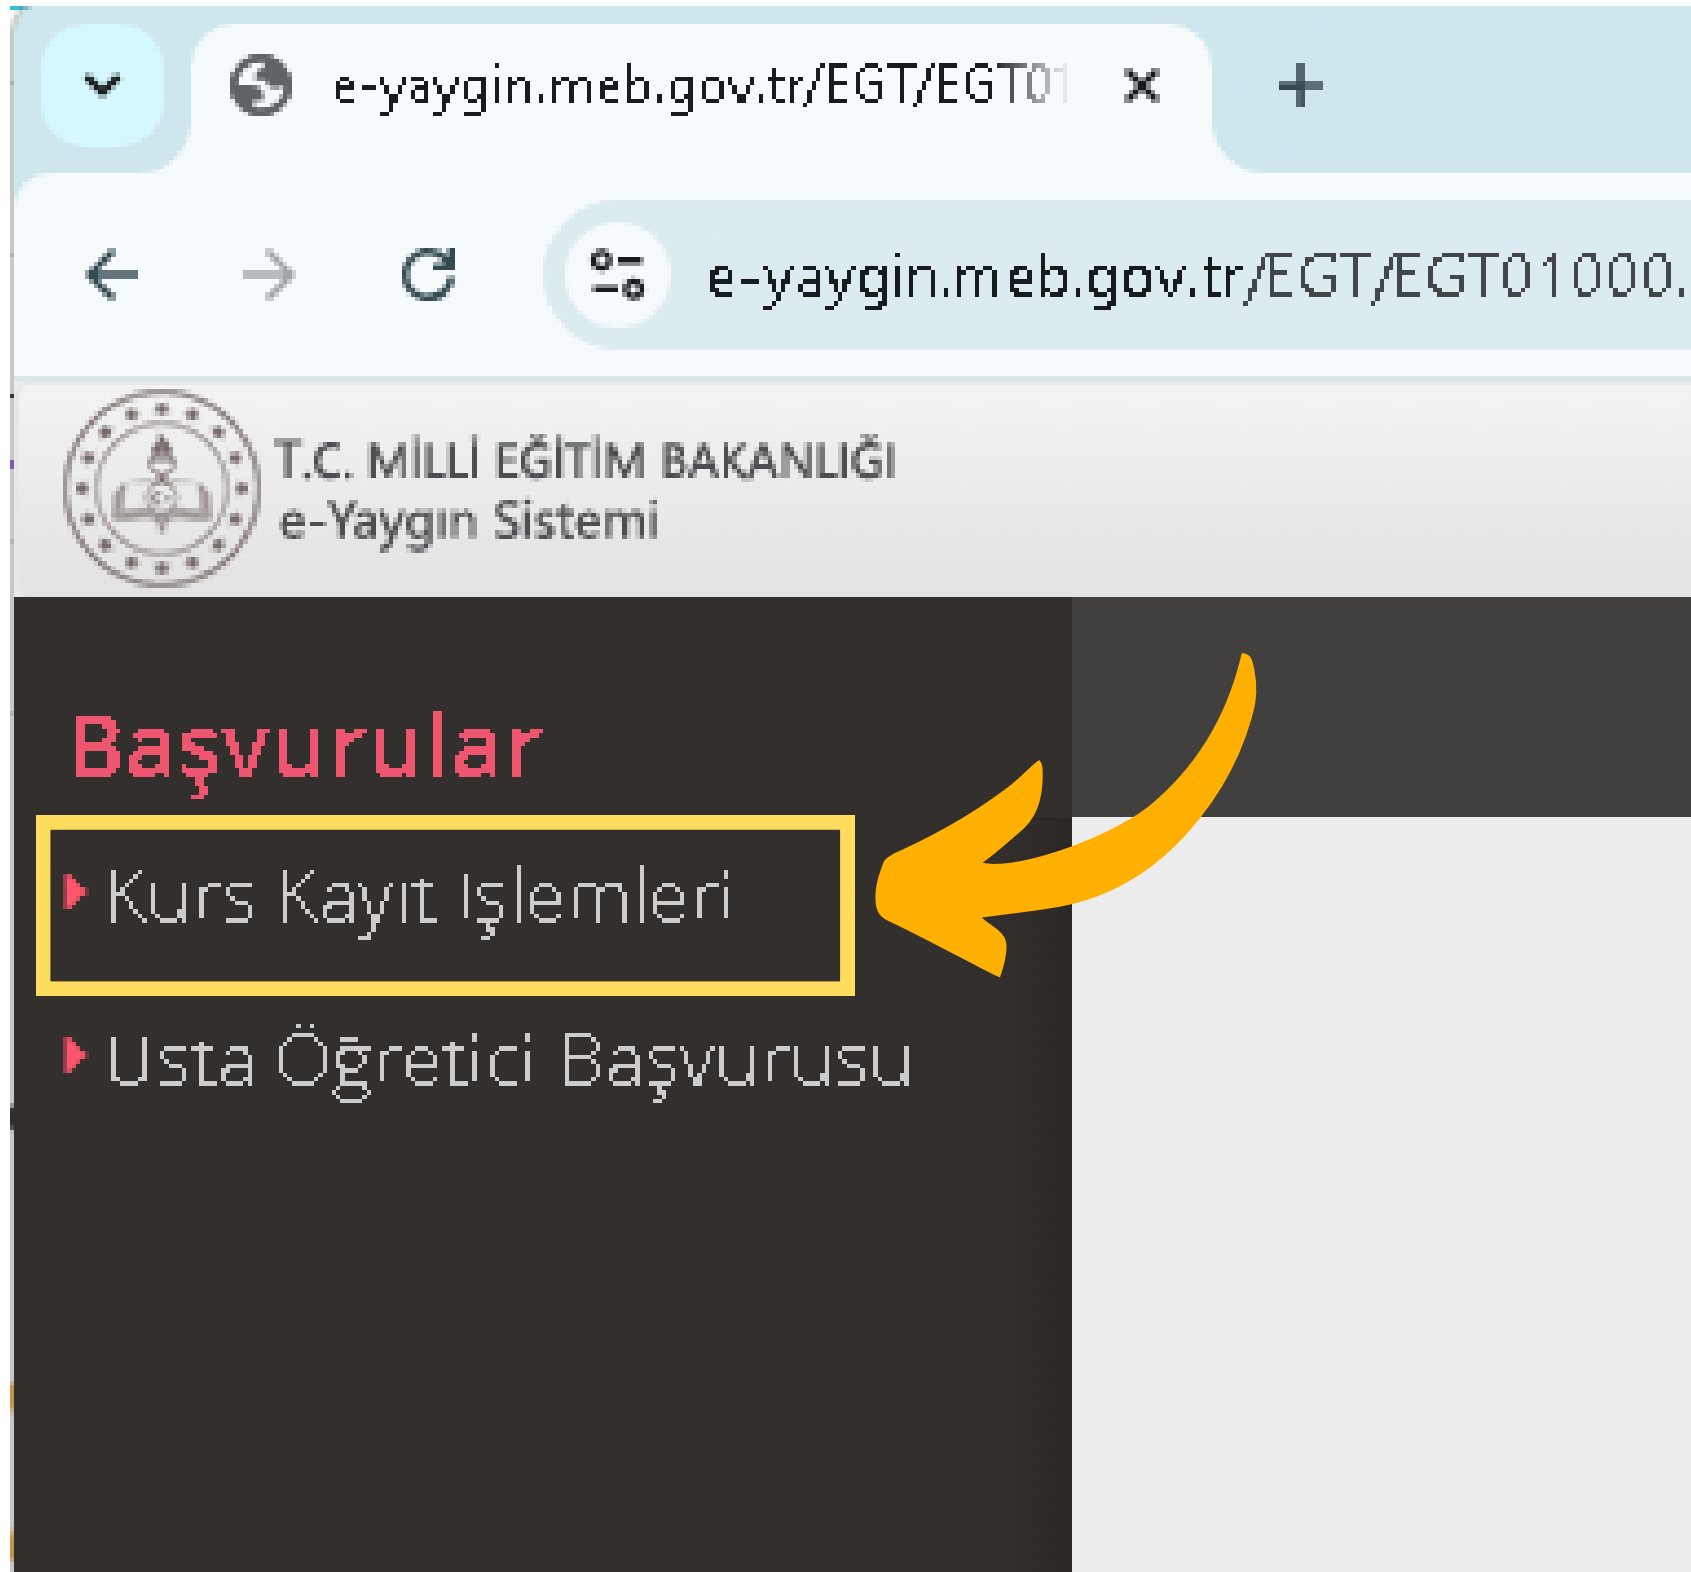 e-yaygin.meb.gov.tr/EGT/EGT01
e-yaygin.meb.gov.tr/EGT/EGT01000.
T.C. MİLLİ EĞİTİM BAKANLIĞI
e-Yaygın Sistemi
Başvurular
Kurs Kayıt Işlemleri
Usta Öğretici Başvurusu